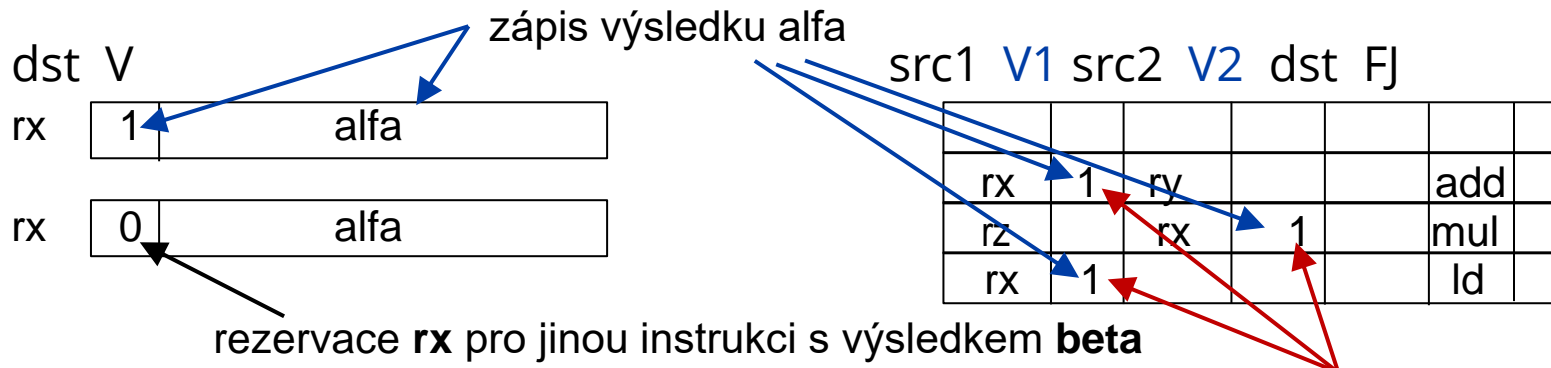 zápis výsledku alfa
dst V
src1 V1 src2 V2 dst FJ
rx 1 alfa
rx 1 ry add
rx 0 alfa
rz rx 1 mul
rx 1 ld
rezervace rx pro jinou instrukci s výsledkem beta